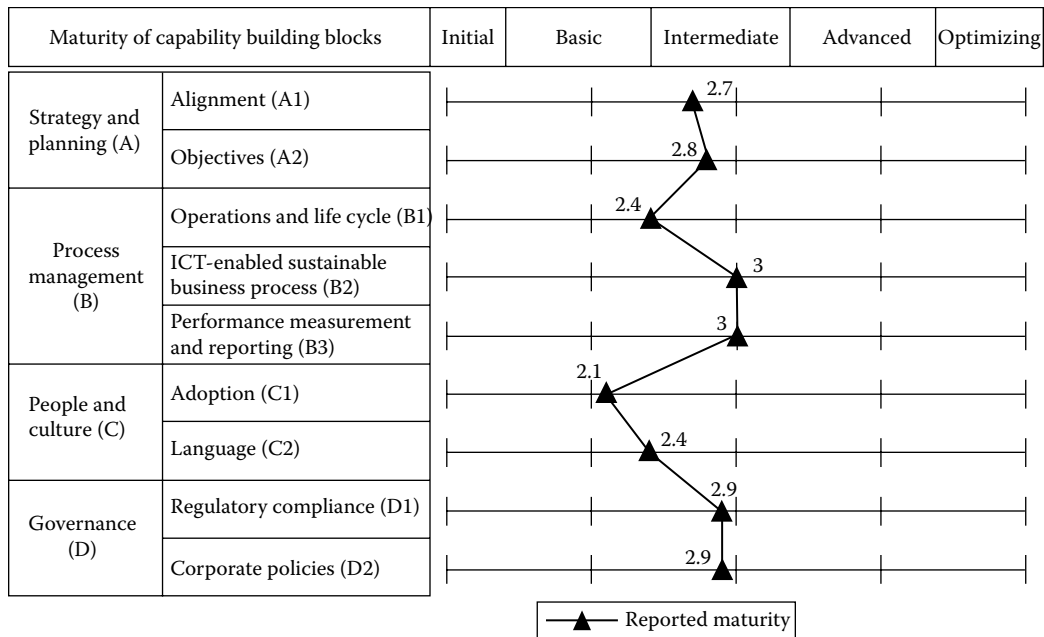 Maturity of capability building blocks Initial Basic Intermediate Advanced Optimizing
Strategy and
planning (A)
Alignment (A1)
2.7
Objectives (A2)
2.8
Process
management
(B)
Operations and life cycle (B1)
2.4
ICT-enabled sustainable
business process (B2)
3
Performance measurement
and reporting (B3)
3
People and
culture (C)
Adoption (C1)
2.1
Language (C2)
2.4
Governance
(D)
Regulatory compliance (D1)
2.9
Corporate policies (D2)
2.9
Reported maturity